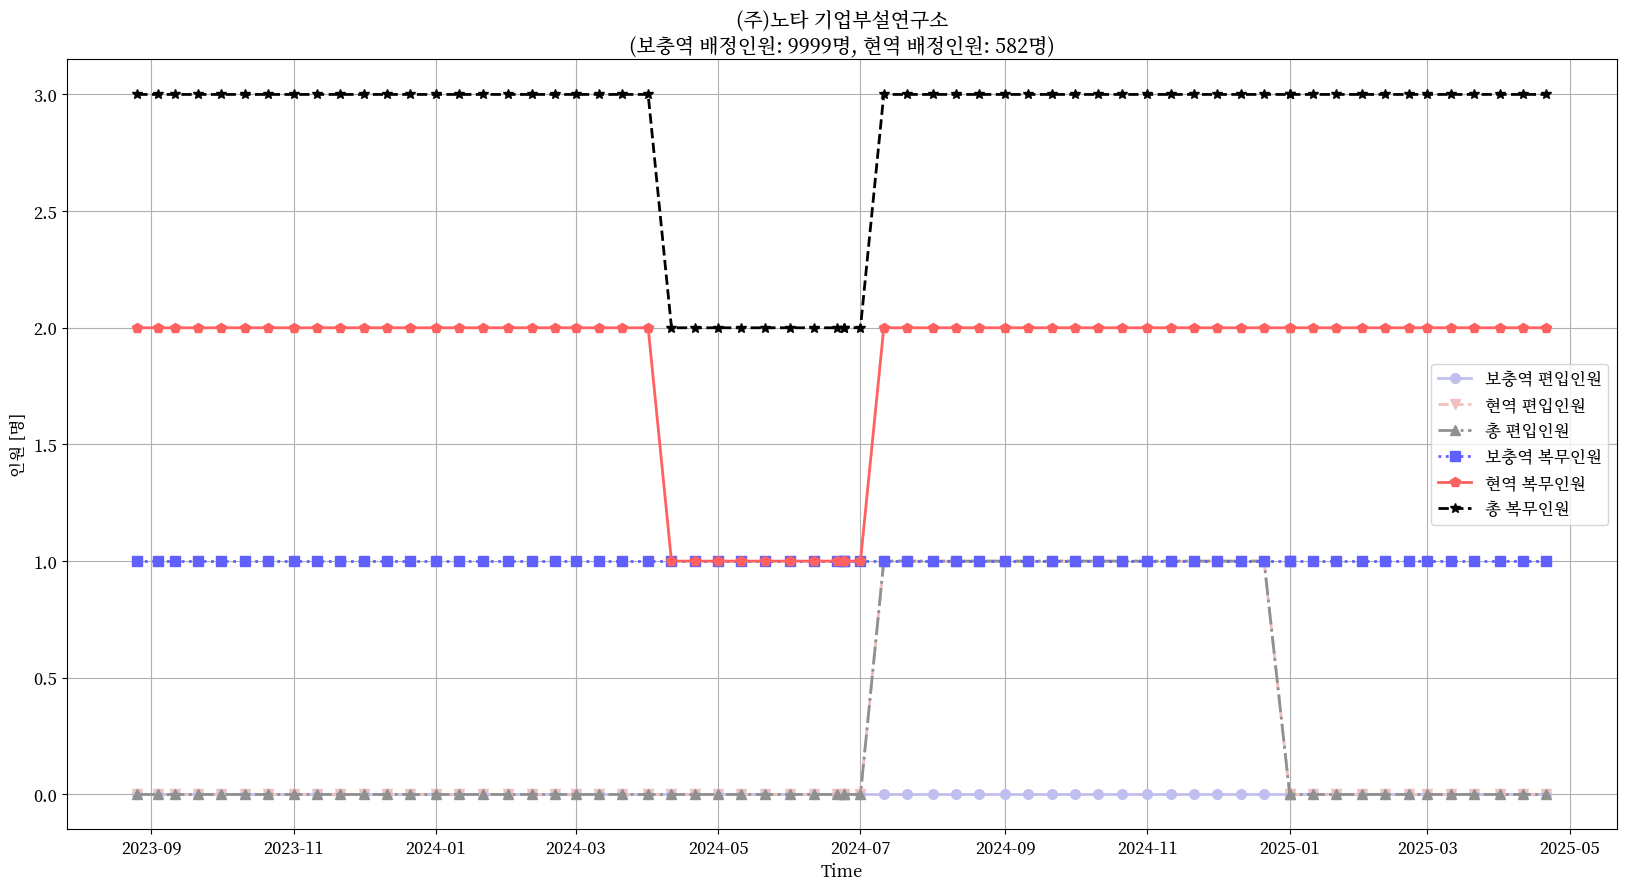 (주)노타 기업부설연구소
(보충역 배정인원: 9999명, 현역 배정인원: 582명)
3.0
2.5
2.0
1.5
1.0
0.5
0.0
인원 [명]
보충역 편입인원
현역 편입인원
총 편입인원
보충역 복무인원
현역 복무인원
총 복무인원
2023-09
2023-11
2024-01
2024-03
2024-05
2024-07
2024-09
2024-11
2025-01
2025-03
2025-05
Time